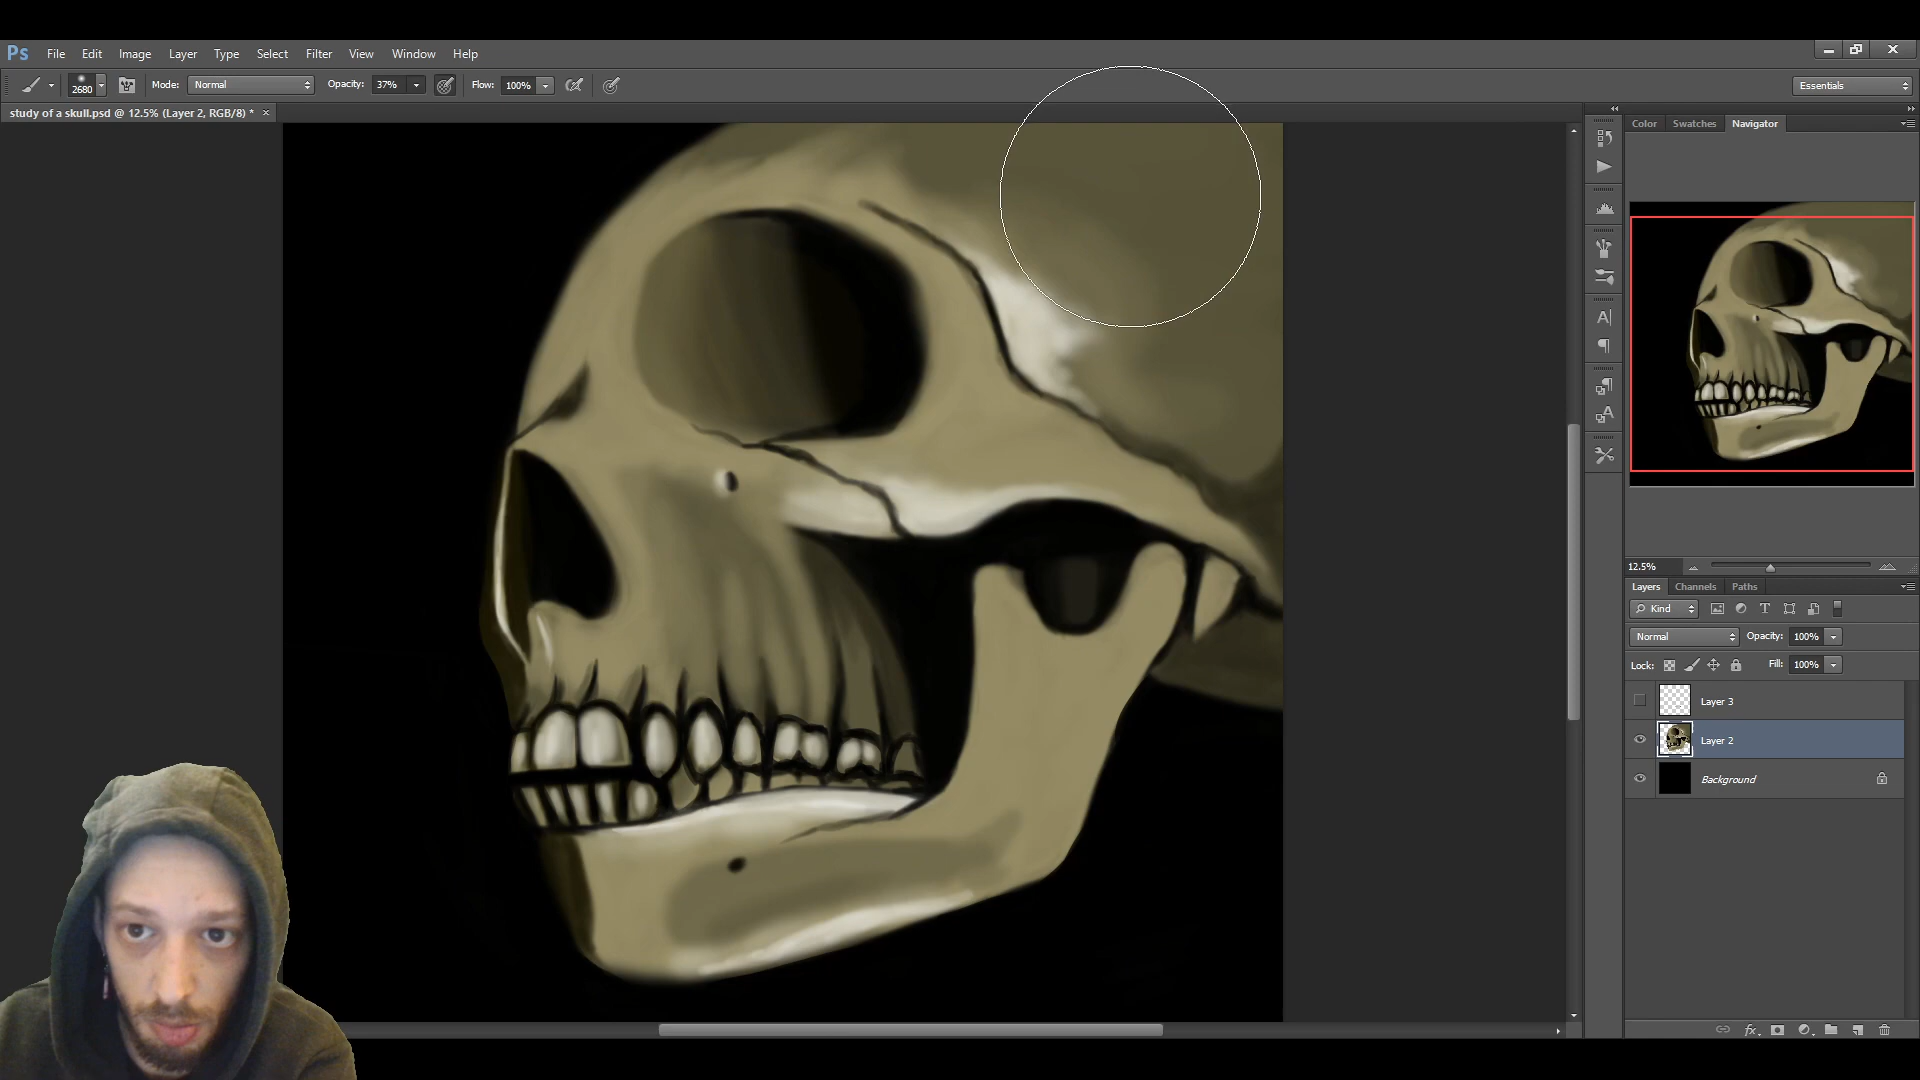 Ps File Edit Image Layer Type Select Filter View Window Help
2680 Mode: Normal Opacity: 37% Flow: 100% Essentials
study of a skull.psd @ 12.5% (Layer 2, RGB/8) *
Color Swatches Navigator
12.5%
Layers Channels Paths
Kind
Normal Opacity: 100%
Lock: Fill: 100%
Layer 3
Layer 2
Background
fx